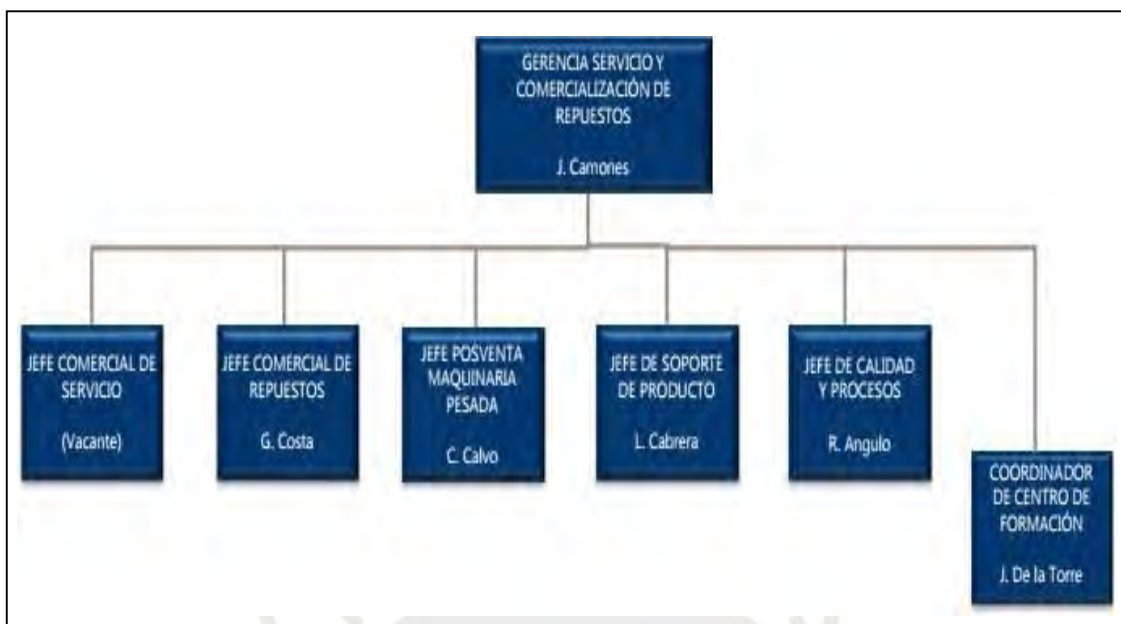 GERENCIA SERVICIO Y
COMERCIALIZACIÓN DE
REPUESTOS
J. Camones
JEFE COMERCIAL DE
SERVICIO
(Vacante)
JEFE COMERCIAL DE
REPUESTOS
G. Costa
JEFE POSVENTA
MAQUINARIA
PESADA
C. Calvo
JEFE DE SOPORTE
DE PRODUCTO
L. Cabrera
JEFE DE CALIDAD
Y PROCESOS
R. Angulo
COORDINADOR
DE CENTRO DE
FORMACIÓN
J. De la Torre